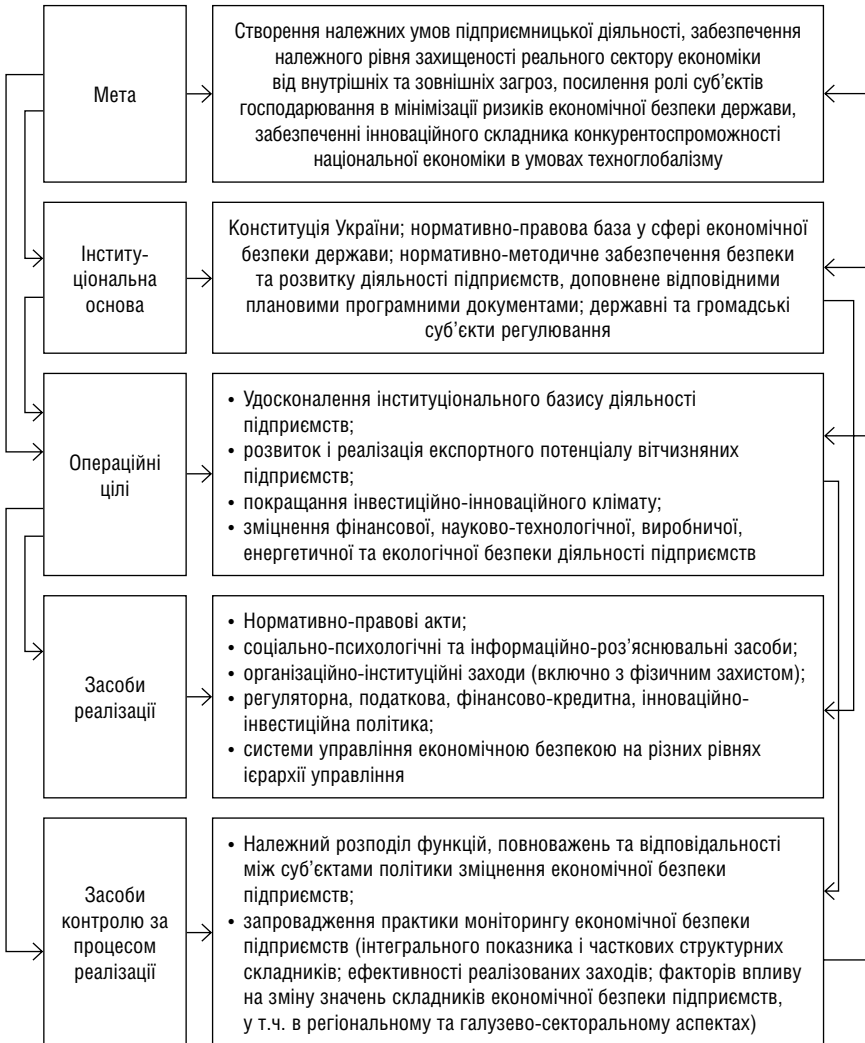 Мета
Створення належних умов підприємницької діяльності, забезпечення
належного рівня захищеності реального сектору економіки
від внутрішніх та зовнішніх загроз, посилення ролі суб’єктів
господарювання в мінімізації ризиків економічної безпеки держави,
забезпеченні інноваційного складника конкурентоспроможності
національної економіки в умовах техноглобалізму
Інститу-
ціональна
основа
Конституція України; нормативно-правова база у сфері економічної
безпеки держави; нормативно-методичне забезпечення безпеки
та розвитку діяльності підприємств, доповнене відповідними
плановими програмними документами; державні та громадські
суб’єкти регулювання
Операційні
цілі
• Удосконалення інституціонального базису діяльності
підприємств;
• розвиток і реалізація експортного потенціалу вітчизняних
підприємств;
• покращання інвестиційно-інноваційного клімату;
• зміцнення фінансової, науково-технологічної, виробничої,
енергетичної та екологічної безпеки діяльності підприємств
Засоби
реалізації
• Нормативно-правові акти;
• соціально-психологічні та інформаційно-роз’яснювальні засоби;
• організаційно-інституційні заходи (включно з фізичним захистом);
• регуляторна, податкова, фінансово-кредитна, інноваційно-
інвестиційна політика;
• системи управління економічною безпекою на різних рівнях
ієрархії управління
Засоби
контролю за
процесом
реалізації
• Належний розподіл функцій, повноважень та відповідальності
між суб’єктами політики зміцнення економічної безпеки
підприємств;
• запровадження практики моніторингу економічної безпеки
підприємств (інтегрального показника і часткових структурних
складників; ефективності реалізованих заходів; факторів впливу
на зміну значень складників економічної безпеки підприємств,
у т.ч. в регіональному та галузево-секторальному аспектах)